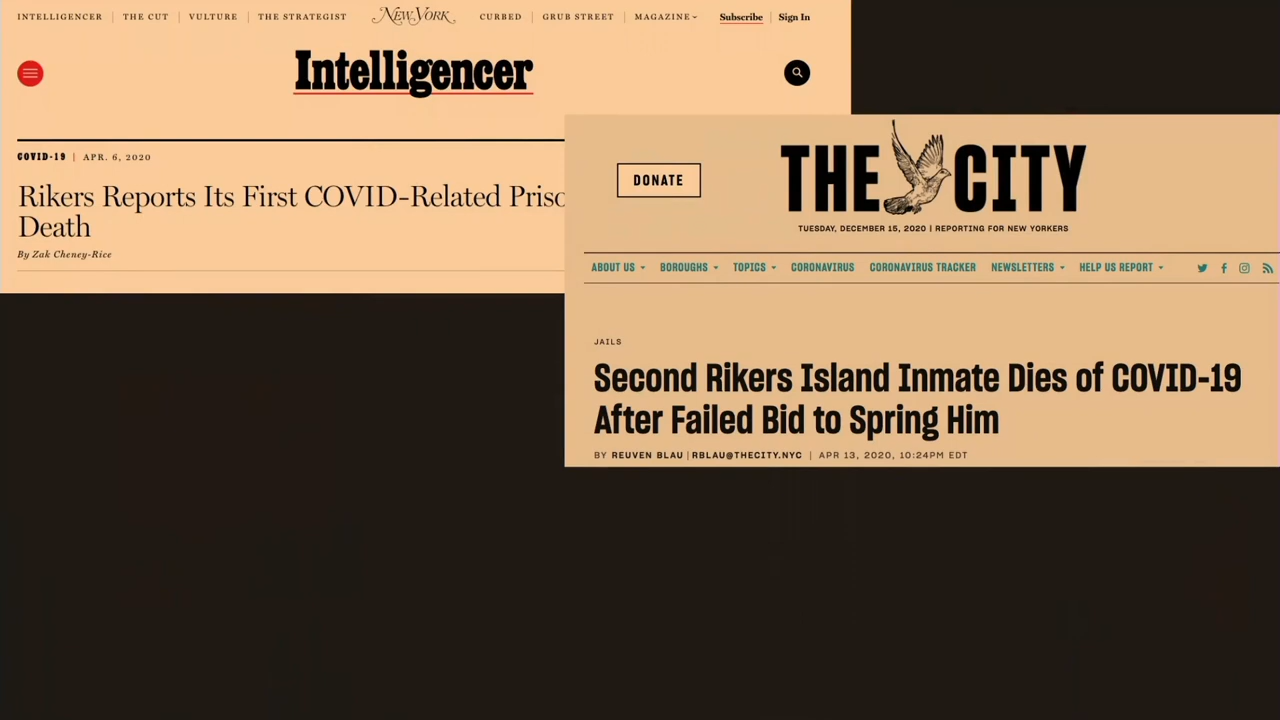 INTELLIGENCER | THE CUT | VULTURE | THE STRATEGIST NEW YORK CURBED | GRUB STREET | MAGAZINE Subscribe | Sign In
Intelligencer
COVID-19 | APR. 6, 2020
Rikers Reports Its First COVID-Related
Death
By Zak Cheney-Rice
DONATE
THE CITY
TUESDAY, DECEMBER 15, 2020 | REPORTING FOR NEW YORKERS
ABOUT US BOROUGHS TOPICS CORONAVIRUS CORONAVIRUS TRACKER NEWSLETTERS HELP US REPORT
JAILS
Second Rikers Island Inmate Dies of COVID-19
After Failed Bid to Spring Him
BY REUVEN BLAU | RBLAU@THECITY.NYC | APR 13, 2020, 10:24PM EDT